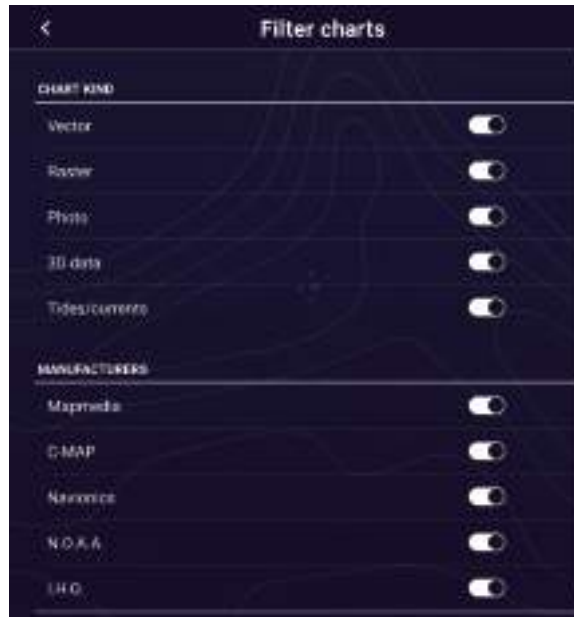 Filter charts
CHART KIND
Vector
Raster
Photo
3D data
Tides/currents
MANUFACTURERS
Mapmedia
C-MAP
Navionics
N.O.A.A.
I.H.O.